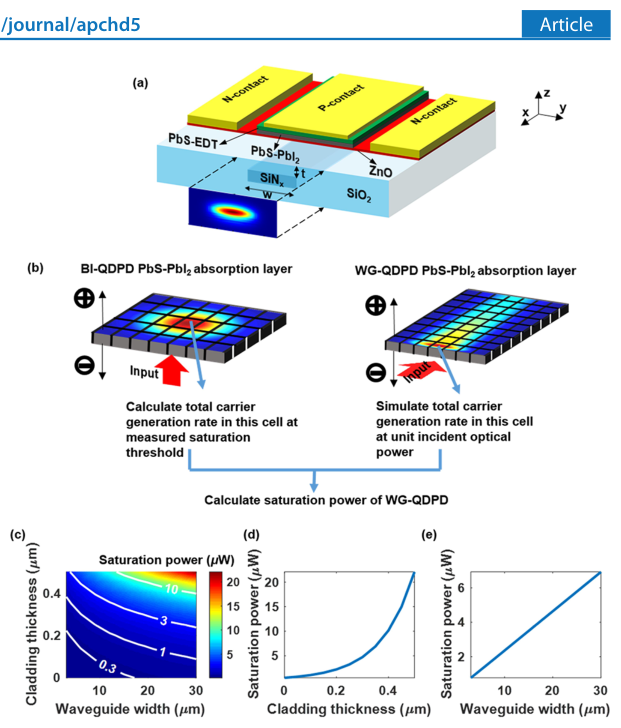 /journal/apchd5
Article
(a)
N-contact
P-contact
N-contact
z
x
y
PbS-EDT
PbS-PbI2
ZnO
SiNx
t
w
SiO2
(b)
BI-QDPD PbS-PbI2 absorption layer
WG-QDPD PbS-PbI2 absorption layer
+
+
−
−
Input
Input
Calculate total carrier
generation rate in this cell at
measured saturation
threshold
Simulate total carrier
generation rate in this cell
at unit incident optical
power
Calculate saturation power of WG-QDPD
(c)
(d)
(e)
Saturation power (μW)
Cladding thickness (μm)
0.4
0.2
0
10
3
1
0.3
10
20
30
Waveguide width (μm)
20
15
10
5
Saturation power (μW)
20
15
10
5
0
0.2
0.4
Cladding thickness (μm)
Saturation power (μW)
6
4
2
10
20
30
Waveguide width (μm)